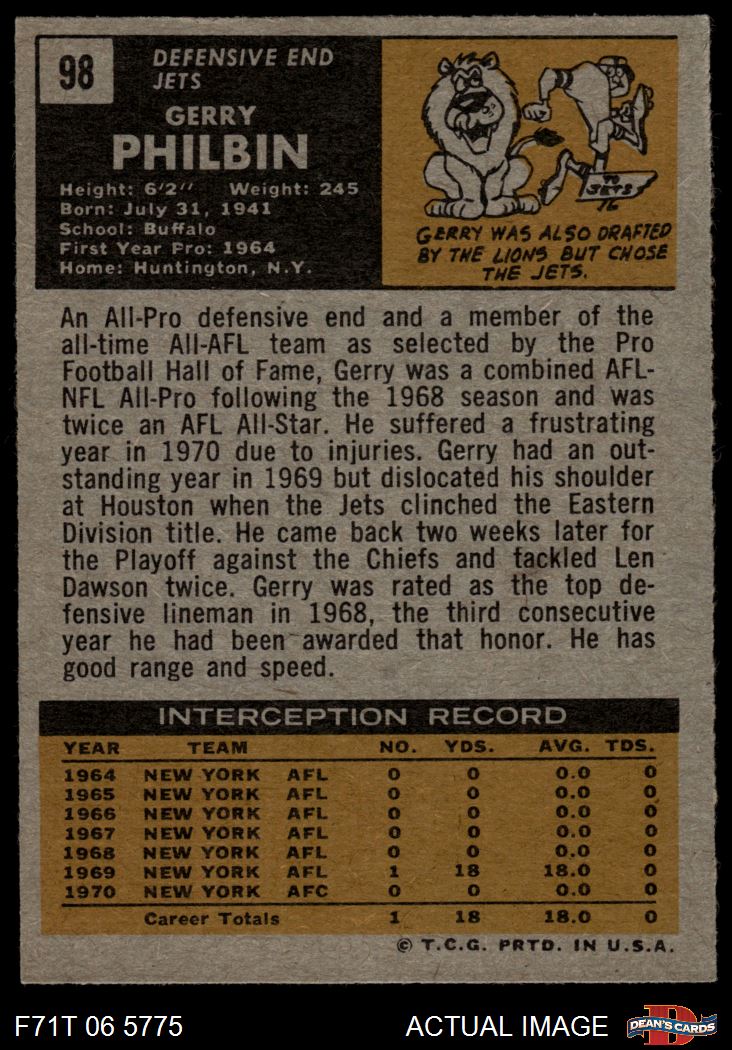 98
DEFENSIVE END
JETS
GERRY
PHILBIN
Height: 6'2" Weight: 245
Born: July 31, 1941
School: Buffalo
First Year Pro: 1964
Home: Huntington, N.Y.
TO
JETS
GERRY WAS ALSO DRAFTED
BY THE LIONS BUT CHOSE
THE JETS.
An All-Pro defensive end and a member of the
all-time All-AFL team as selected by the Pro
Football Hall of Fame, Gerry was a combined AFL-
NFL All-Pro following the 1968 season and was
twice an AFL All-Star. He suffered a frustrating
year in 1970 due to injuries. Gerry had an out-
standing year in 1969 but dislocated his shoulder
at Houston when the Jets clinched the Eastern
Division title. He came back two weeks later for
the Playoff against the Chiefs and tackled Len
Dawson twice. Gerry was rated as the top de-
fensive lineman in 1968, the third consecutive
year he had been awarded that honor. He has
good range and speed.
INTERCEPTION RECORD
YEAR TEAM NO. YDS. AVG. TDS.
1964 NEW YORK AFL 0 0 0.0 0
1965 NEW YORK AFL 0 0 0.0 0
1966 NEW YORK AFL 0 0 0.0 0
1967 NEW YORK AFL 0 0 0.0 0
1968 NEW YORK AFL 0 0 0.0 0
1969 NEW YORK AFL 1 18 18.0 0
1970 NEW YORK AFC 0 0 0.0 0
Career Totals 1 18 18.0 0
© T.C.G. PRTD. IN U.S.A.
F71T 06 5775 ACTUAL IMAGE D DEAN'S CARDS